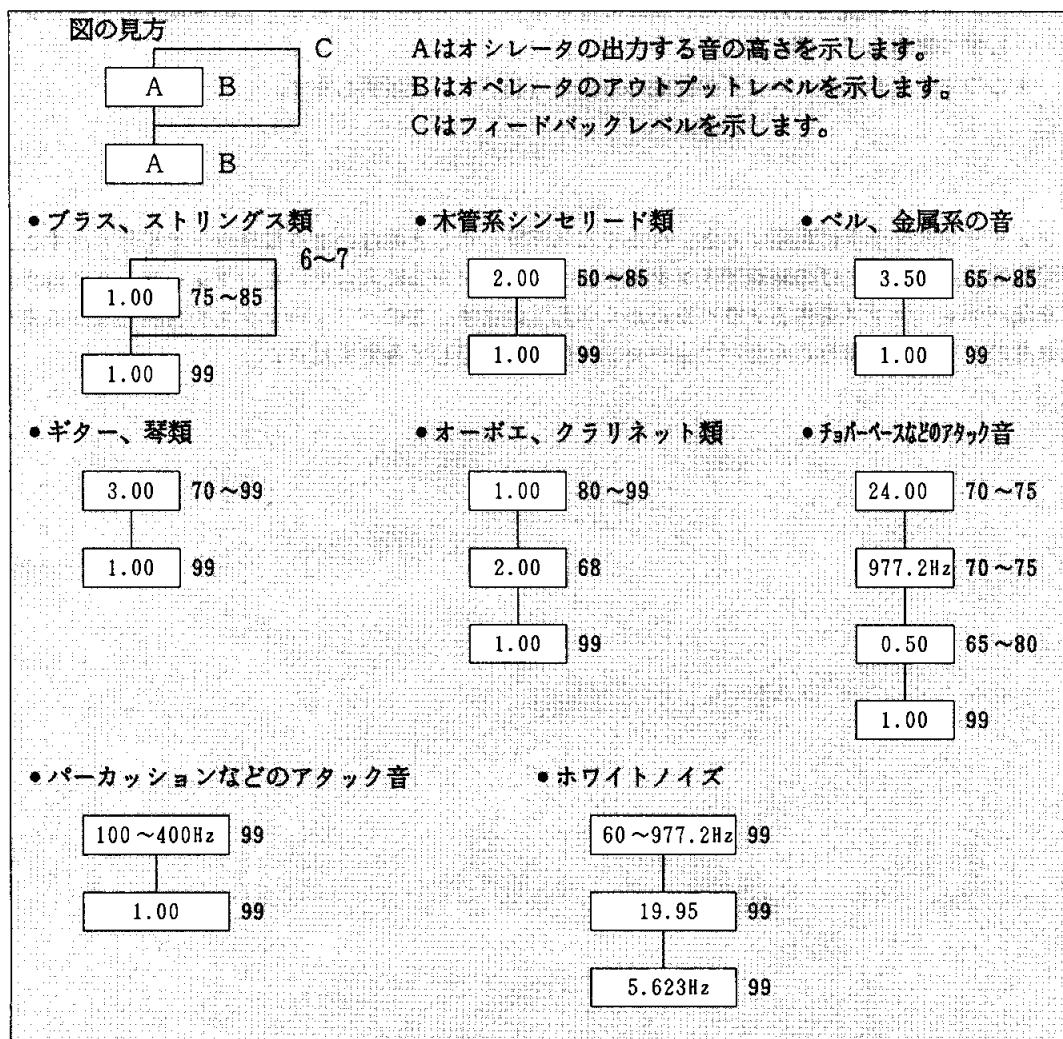 図の見方
C
A B
A B
Aはオシレータの出力する音の高さを示します。
Bはオペレータのアウトプットレベルを示します。
Cはフィードバックレベルを示します。
●ブラス、ストリングス類
6〜7
1.00 75〜85
1.00 99
●木管系シンセリード類
2.00 50〜85
1.00 99
●ベル、金属系の音
3.50 65〜85
1.00 99
●ギター、琴類
3.00 70〜99
1.00 99
●オーボエ、クラリネット類
1.00 80〜99
2.00 68
1.00 99
●チョパーベースなどのアタック音
24.00 70〜75
977.2Hz 70〜75
0.50 65〜80
1.00 99
●パーカッションなどのアタック音
100〜400Hz 99
1.00 99
●ホワイトノイズ
60〜977.2Hz 99
19.95 99
5.623Hz 99